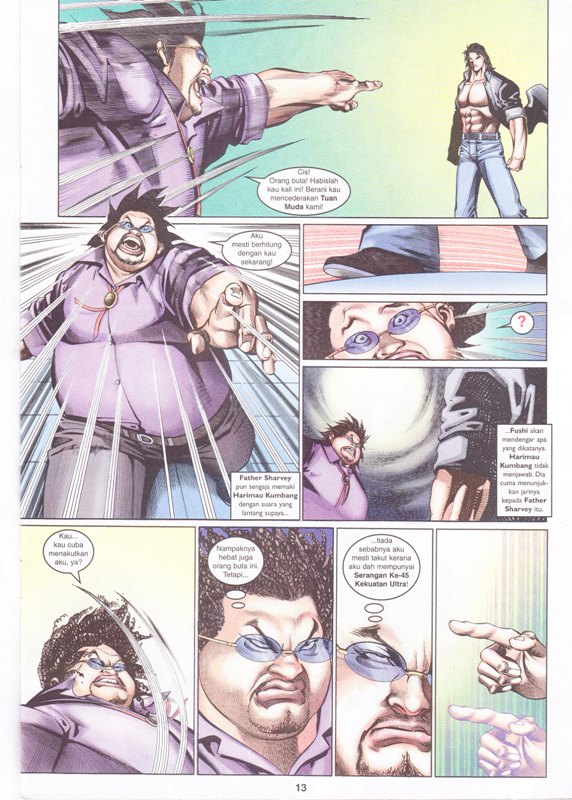 Cis!
Orang buta! Habislah
kau kali ini! Berani kau
mencederakan Tuan
Muda kami!
Aku
mesti berhitung
dengan kau
sekarang!
?
Father Sharvey
pun sengaja memaki
Harimau Kumbang
dengan suara yang
lantang supaya...
...Fushi akan
mendengar apa
yang dikatanya.
Harimau
Kumbang tidak
menjawab. Dia
cuma menunjuk-
kan jarinya
kepada Father
Sharvey itu.
Kau...
kau cuba
menakutkan
aku, ya?
Nampaknya
hebat juga
orang buta ini.
Tetapi...
...tiada
sebabnya aku
mesti takut kerana
aku dah mempunyai
Serangan Ke-45
Kekuatan Ultra!
13